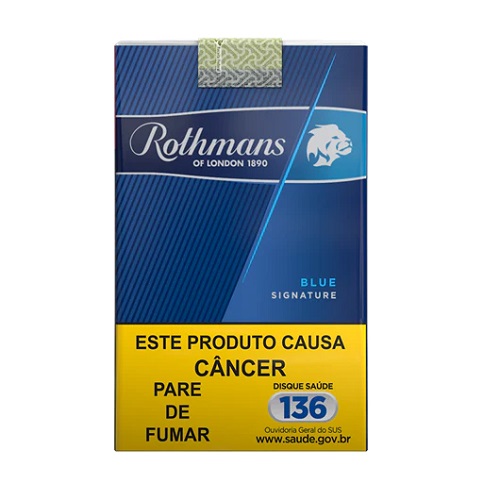 Rothmans
OF LONDON 1890
BLUE
SIGNATURE
ESTE PRODUTO CAUSA
CÂNCER
PARE
DE
FUMAR
DISQUE SAÚDE
136
Ouvidoria Geral do SUS
www.saude.gov.br